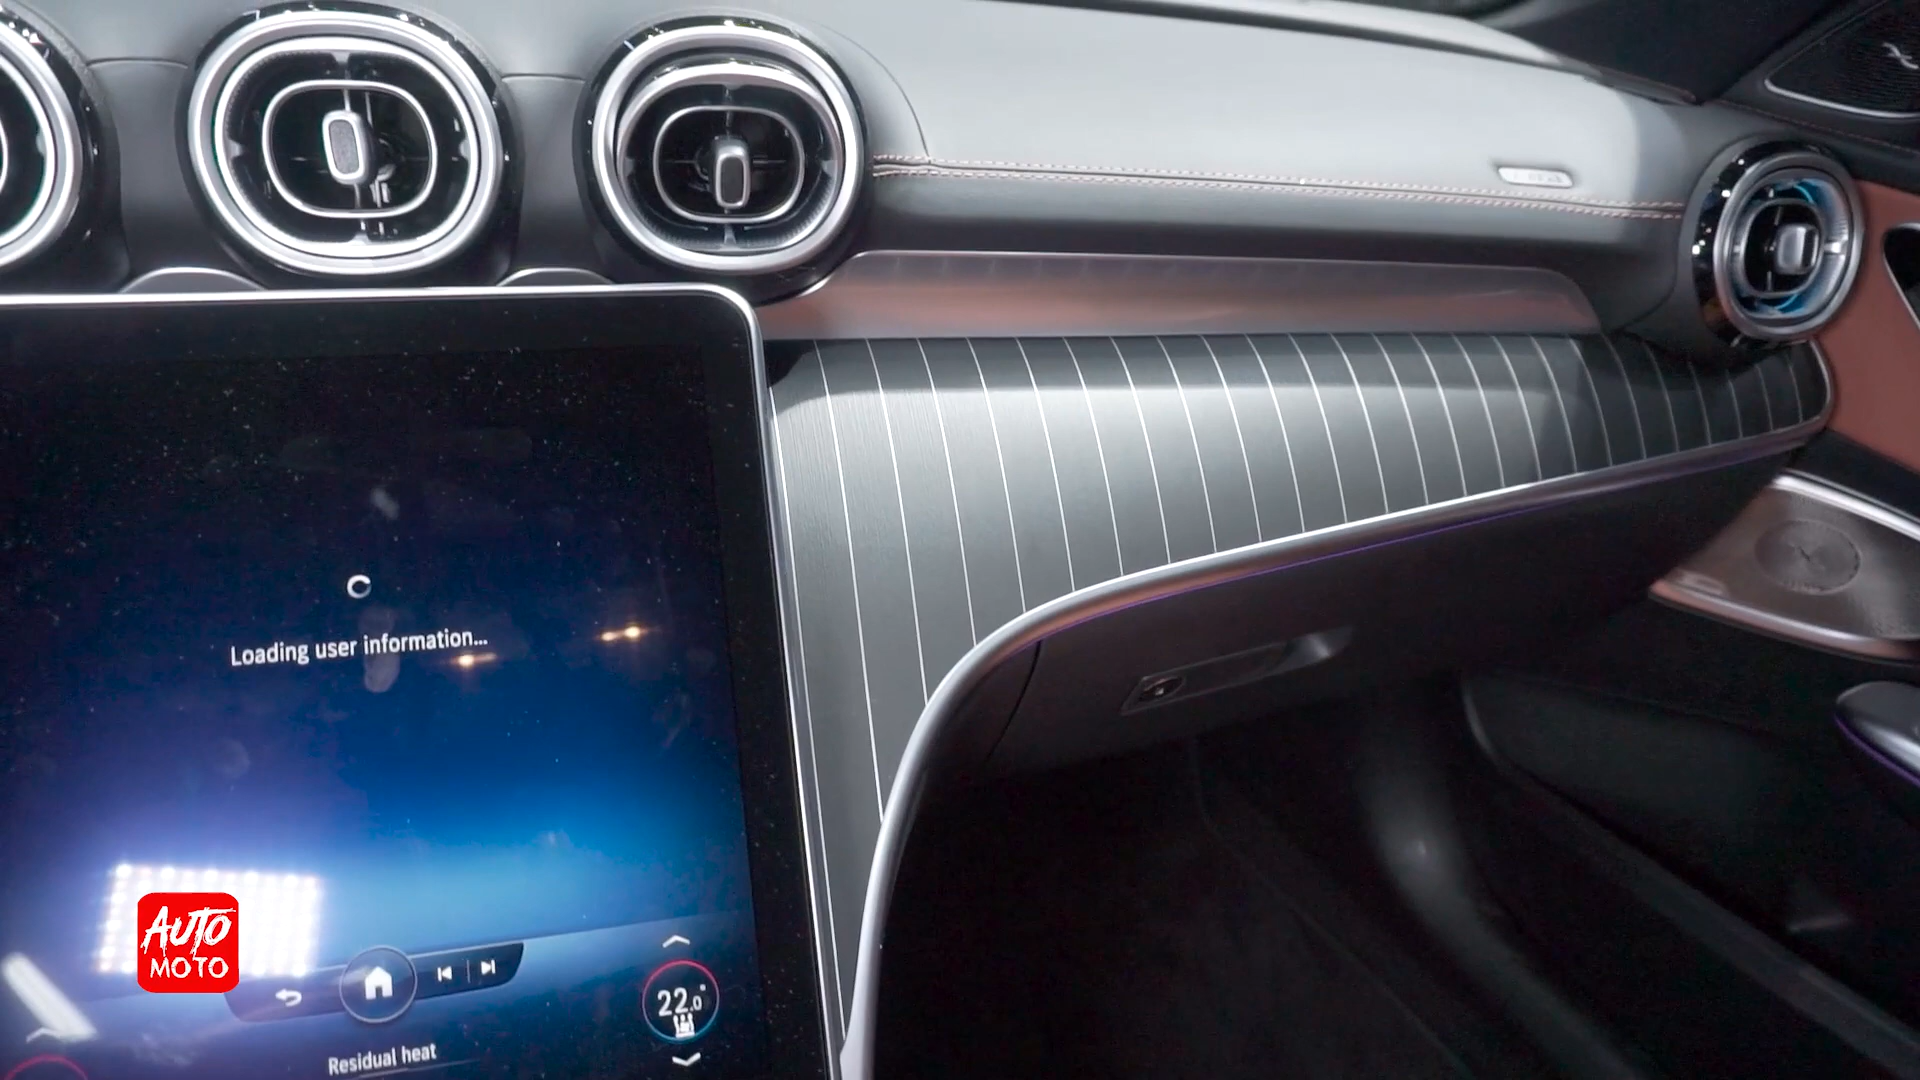 Loading user information...
AUTO
MOTO
22.0°
Residual heat